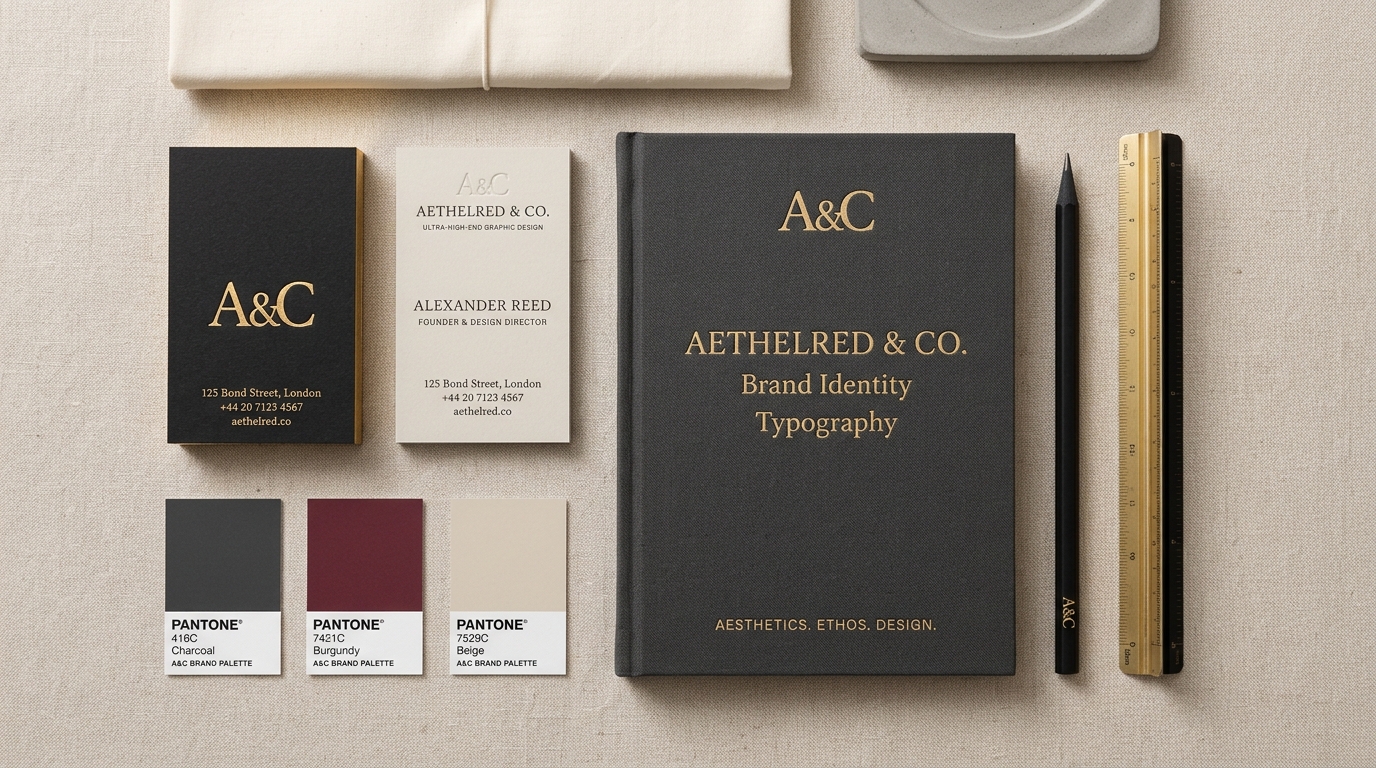 A&C
125 Bond Street, London
+44 20 7123 4567
aethelred.co
A&C
AETHELRED & CO.
ULTRA-HIGH-END GRAPHIC DESIGN
ALEXANDER REED
FOUNDER & DESIGN DIRECTOR
125 Bond Street, London
+44 20 7123 4567
aethelred.co
PANTONE®
416C
Charcoal
A&C BRAND PALETTE
PANTONE®
7421C
Burgundy
A&C BRAND PALETTE
PANTONE®
7529C
Beige
A&C BRAND PALETTE
A&C
AETHELRED & CO.
Brand Identity
Typography
AESTHETICS. ETHOS. DESIGN.
A&C